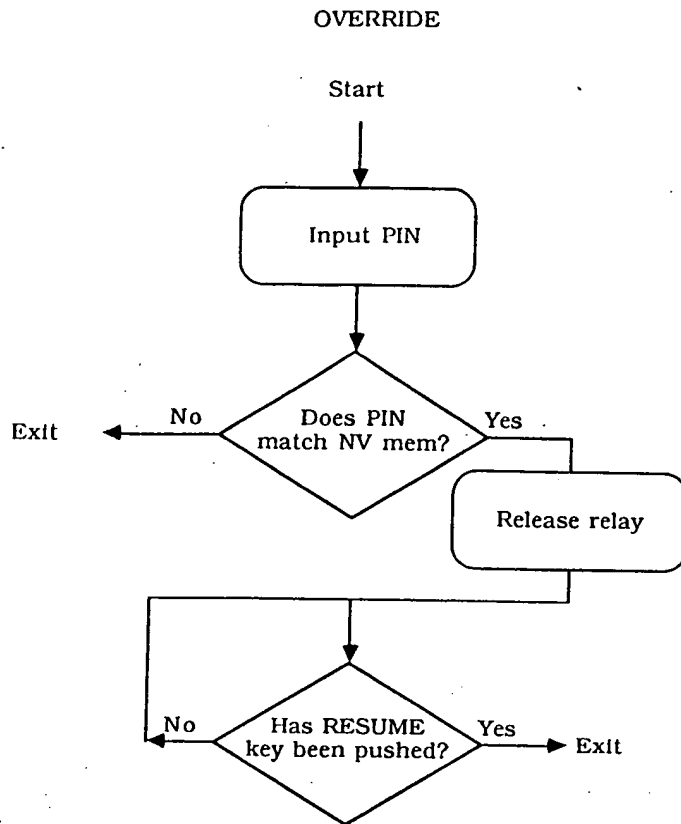 OVERRIDE
Start
Input PIN
Does PIN
match NV mem?
No
Yes
Exit
Release relay
Has RESUME
key been pushed?
No
Yes
Exit